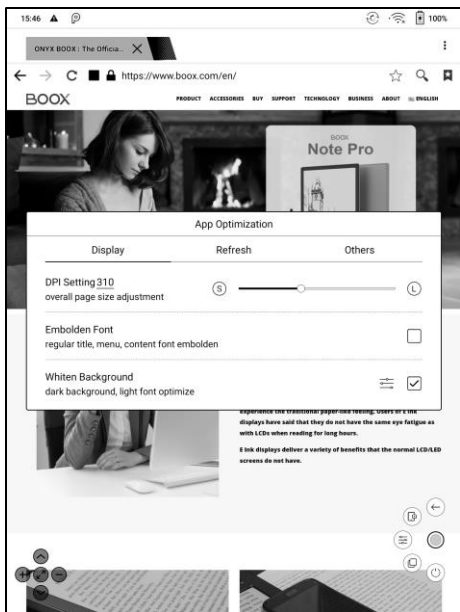 15:46
100%
ONYX BOOX | The Officia...
https://www.boox.com/en/
BOOX
PRODUCT ACCESSORIES BUY SUPPORT TECHNOLOGY BUSINESS ABOUT ENGLISH
BOOX
Note Pro
App Optimization
Display Refresh Others
DPI Setting 310
overall page size adjustment
S L
Embolden Font
regular title, menu, content font embolden
Whiten Background
dark background, light font optimize
experience the traditional paper-like feeling. Users of E Ink
displays have said that they do not have the same eye fatigue as
with LCDs when reading for long hours.
E Ink displays deliver a variety of benefits that the normal LCD/LED
screens do not have.